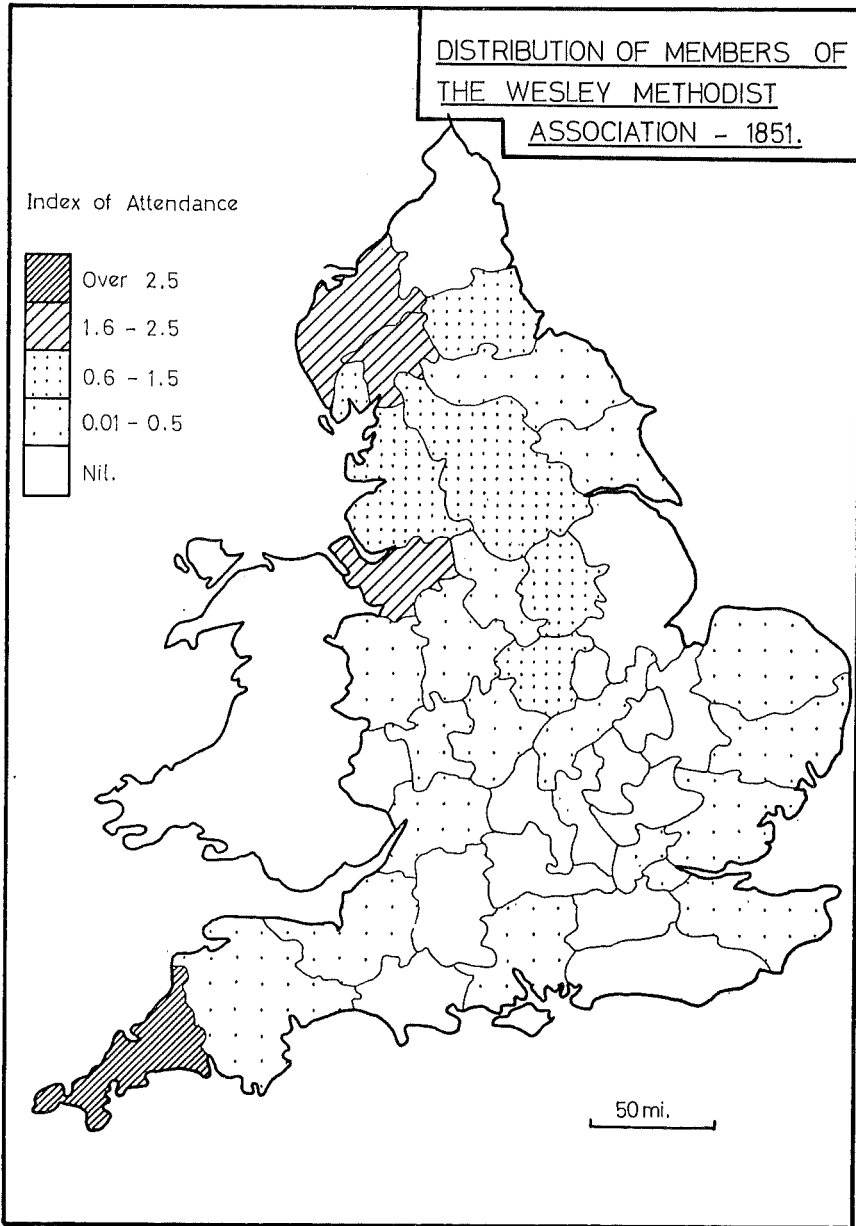 DISTRIBUTION OF MEMBERS OF
THE WESLEY METHODIST
ASSOCIATION - 1851.
Index of Attendance
Over 2.5
1.6 - 2.5
0.6 - 1.5
0.01 - 0.5
Nil.
50 mi.